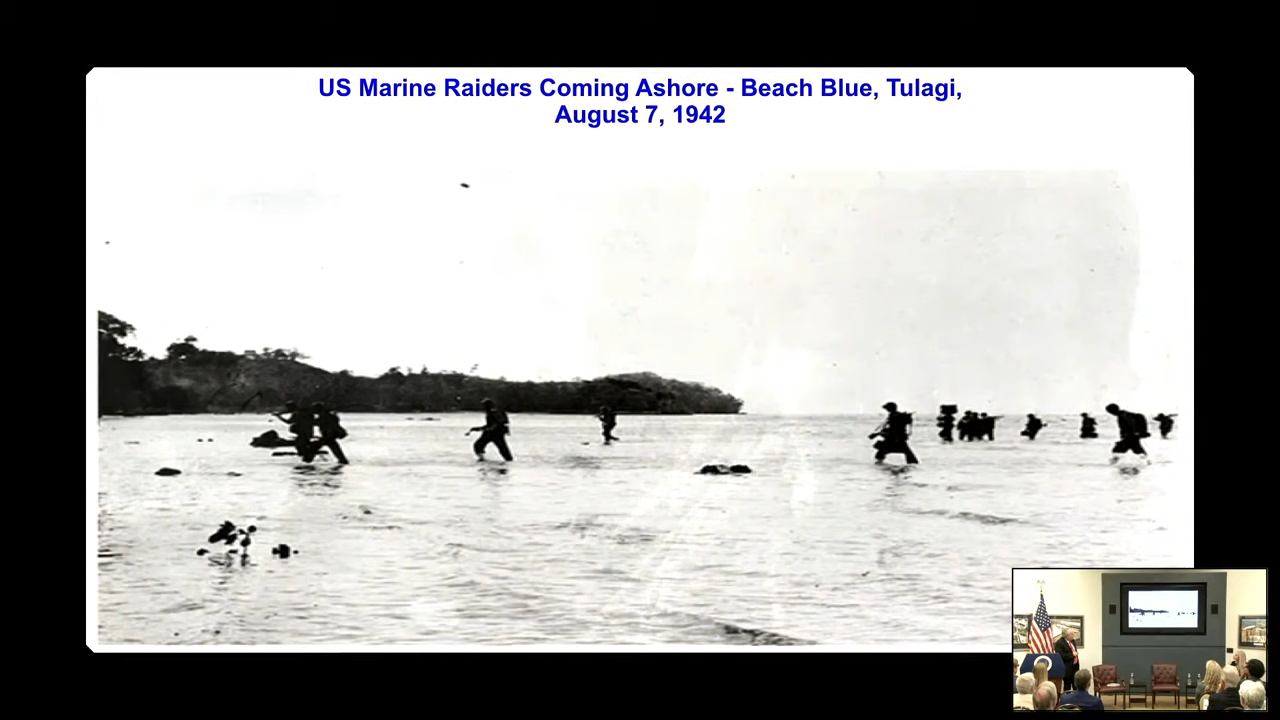 US Marine Raiders Coming Ashore - Beach Blue, Tulagi,
August 7, 1942